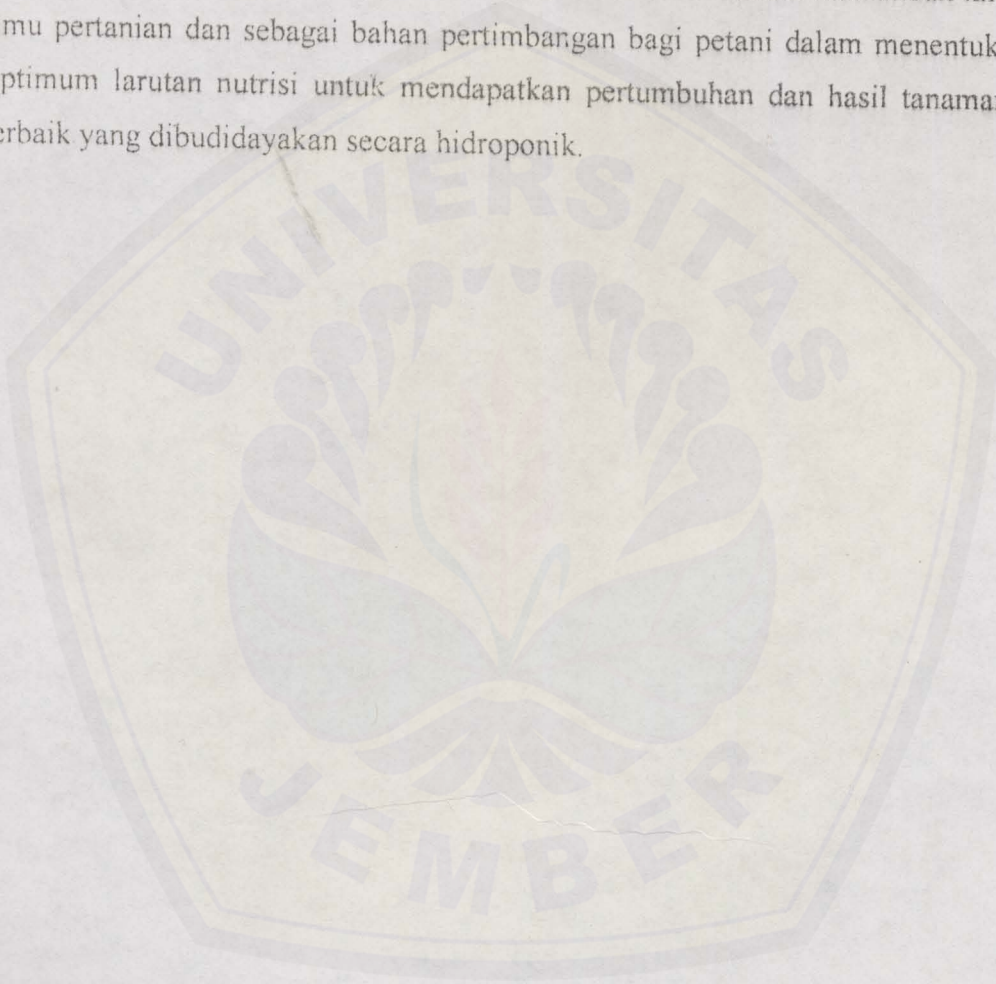 mu pertanian dan sebagai bahan pertimbangan bagi petani dalam menentuk
ptimum larutan nutrisi untuk mendapatkan pertumbuhan dan hasil tanama
erbaik yang dibudidayakan secara hidroponik.
UNIVERSITAS
JEMBER